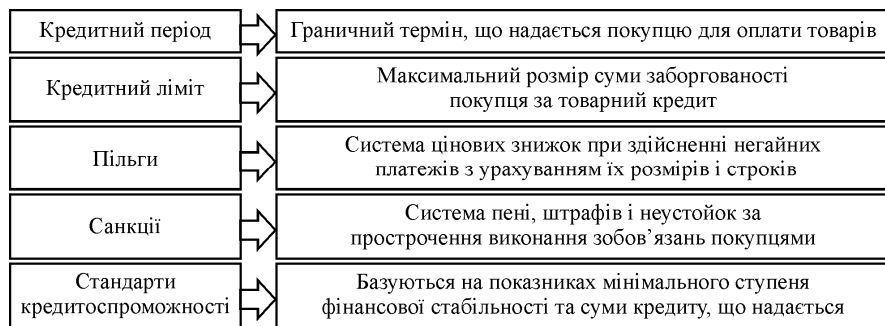 Кредитний період
Граничний термін, що надається покупцю для оплати товарів
Кредитний ліміт
Максимальний розмір суми заборгованості
покупця за товарний кредит
Пільги
Система цінових знижок при здійсненні негайних
платежів з урахуванням їх розмірів і строків
Санкції
Система пені, штрафів і неустойок за
прострочення виконання зобов’язань покупцями
Стандарти
кредитоспроможності
Базуються на показниках мінімального ступеня
фінансової стабільності та суми кредиту, що надається